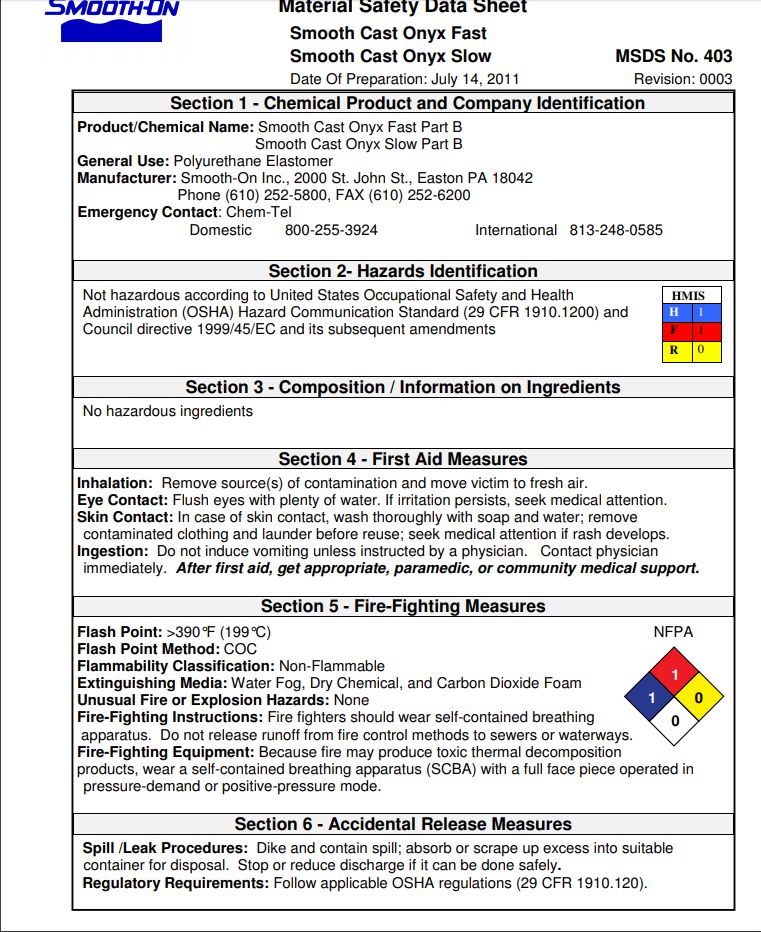 SMOOTH-ON
Material Safety Data Sheet
Smooth Cast Onyx Fast
Smooth Cast Onyx Slow MSDS No. 403
Date Of Preparation: July 14, 2011 Revision: 0003
Section 1 - Chemical Product and Company Identification
Product/Chemical Name: Smooth Cast Onyx Fast Part B
Smooth Cast Onyx Slow Part B
General Use: Polyurethane Elastomer
Manufacturer: Smooth-On Inc., 2000 St. John St., Easton PA 18042
Phone (610) 252-5800, FAX (610) 252-6200
Emergency Contact: Chem-Tel
Domestic 800-255-3924 International 813-248-0585
Section 2- Hazards Identification
Not hazardous according to United States Occupational Safety and Health
Administration (OSHA) Hazard Communication Standard (29 CFR 1910.1200) and
Council directive 1999/45/EC and its subsequent amendments
HMIS
H 1
F 1
R 0
Section 3 - Composition / Information on Ingredients
No hazardous ingredients
Section 4 - First Aid Measures
Inhalation: Remove source(s) of contamination and move victim to fresh air.
Eye Contact: Flush eyes with plenty of water. If irritation persists, seek medical attention.
Skin Contact: In case of skin contact, wash thoroughly with soap and water; remove
contaminated clothing and launder before reuse; seek medical attention if rash develops.
Ingestion: Do not induce vomiting unless instructed by a physician. Contact physician
immediately. After first aid, get appropriate, paramedic, or community medical support.
Section 5 - Fire-Fighting Measures
Flash Point: >390°F (199°C)
Flash Point Method: COC
Flammability Classification: Non-Flammable
Extinguishing Media: Water Fog, Dry Chemical, and Carbon Dioxide Foam
Unusual Fire or Explosion Hazards: None
Fire-Fighting Instructions: Fire fighters should wear self-contained breathing
apparatus. Do not release runoff from fire control methods to sewers or waterways.
Fire-Fighting Equipment: Because fire may produce toxic thermal decomposition
products, wear a self-contained breathing apparatus (SCBA) with a full face piece operated in
pressure-demand or positive-pressure mode.
NFPA
1
1 0
0
Section 6 - Accidental Release Measures
Spill /Leak Procedures: Dike and contain spill; absorb or scrape up excess into suitable
container for disposal. Stop or reduce discharge if it can be done safely.
Regulatory Requirements: Follow applicable OSHA regulations (29 CFR 1910.120).